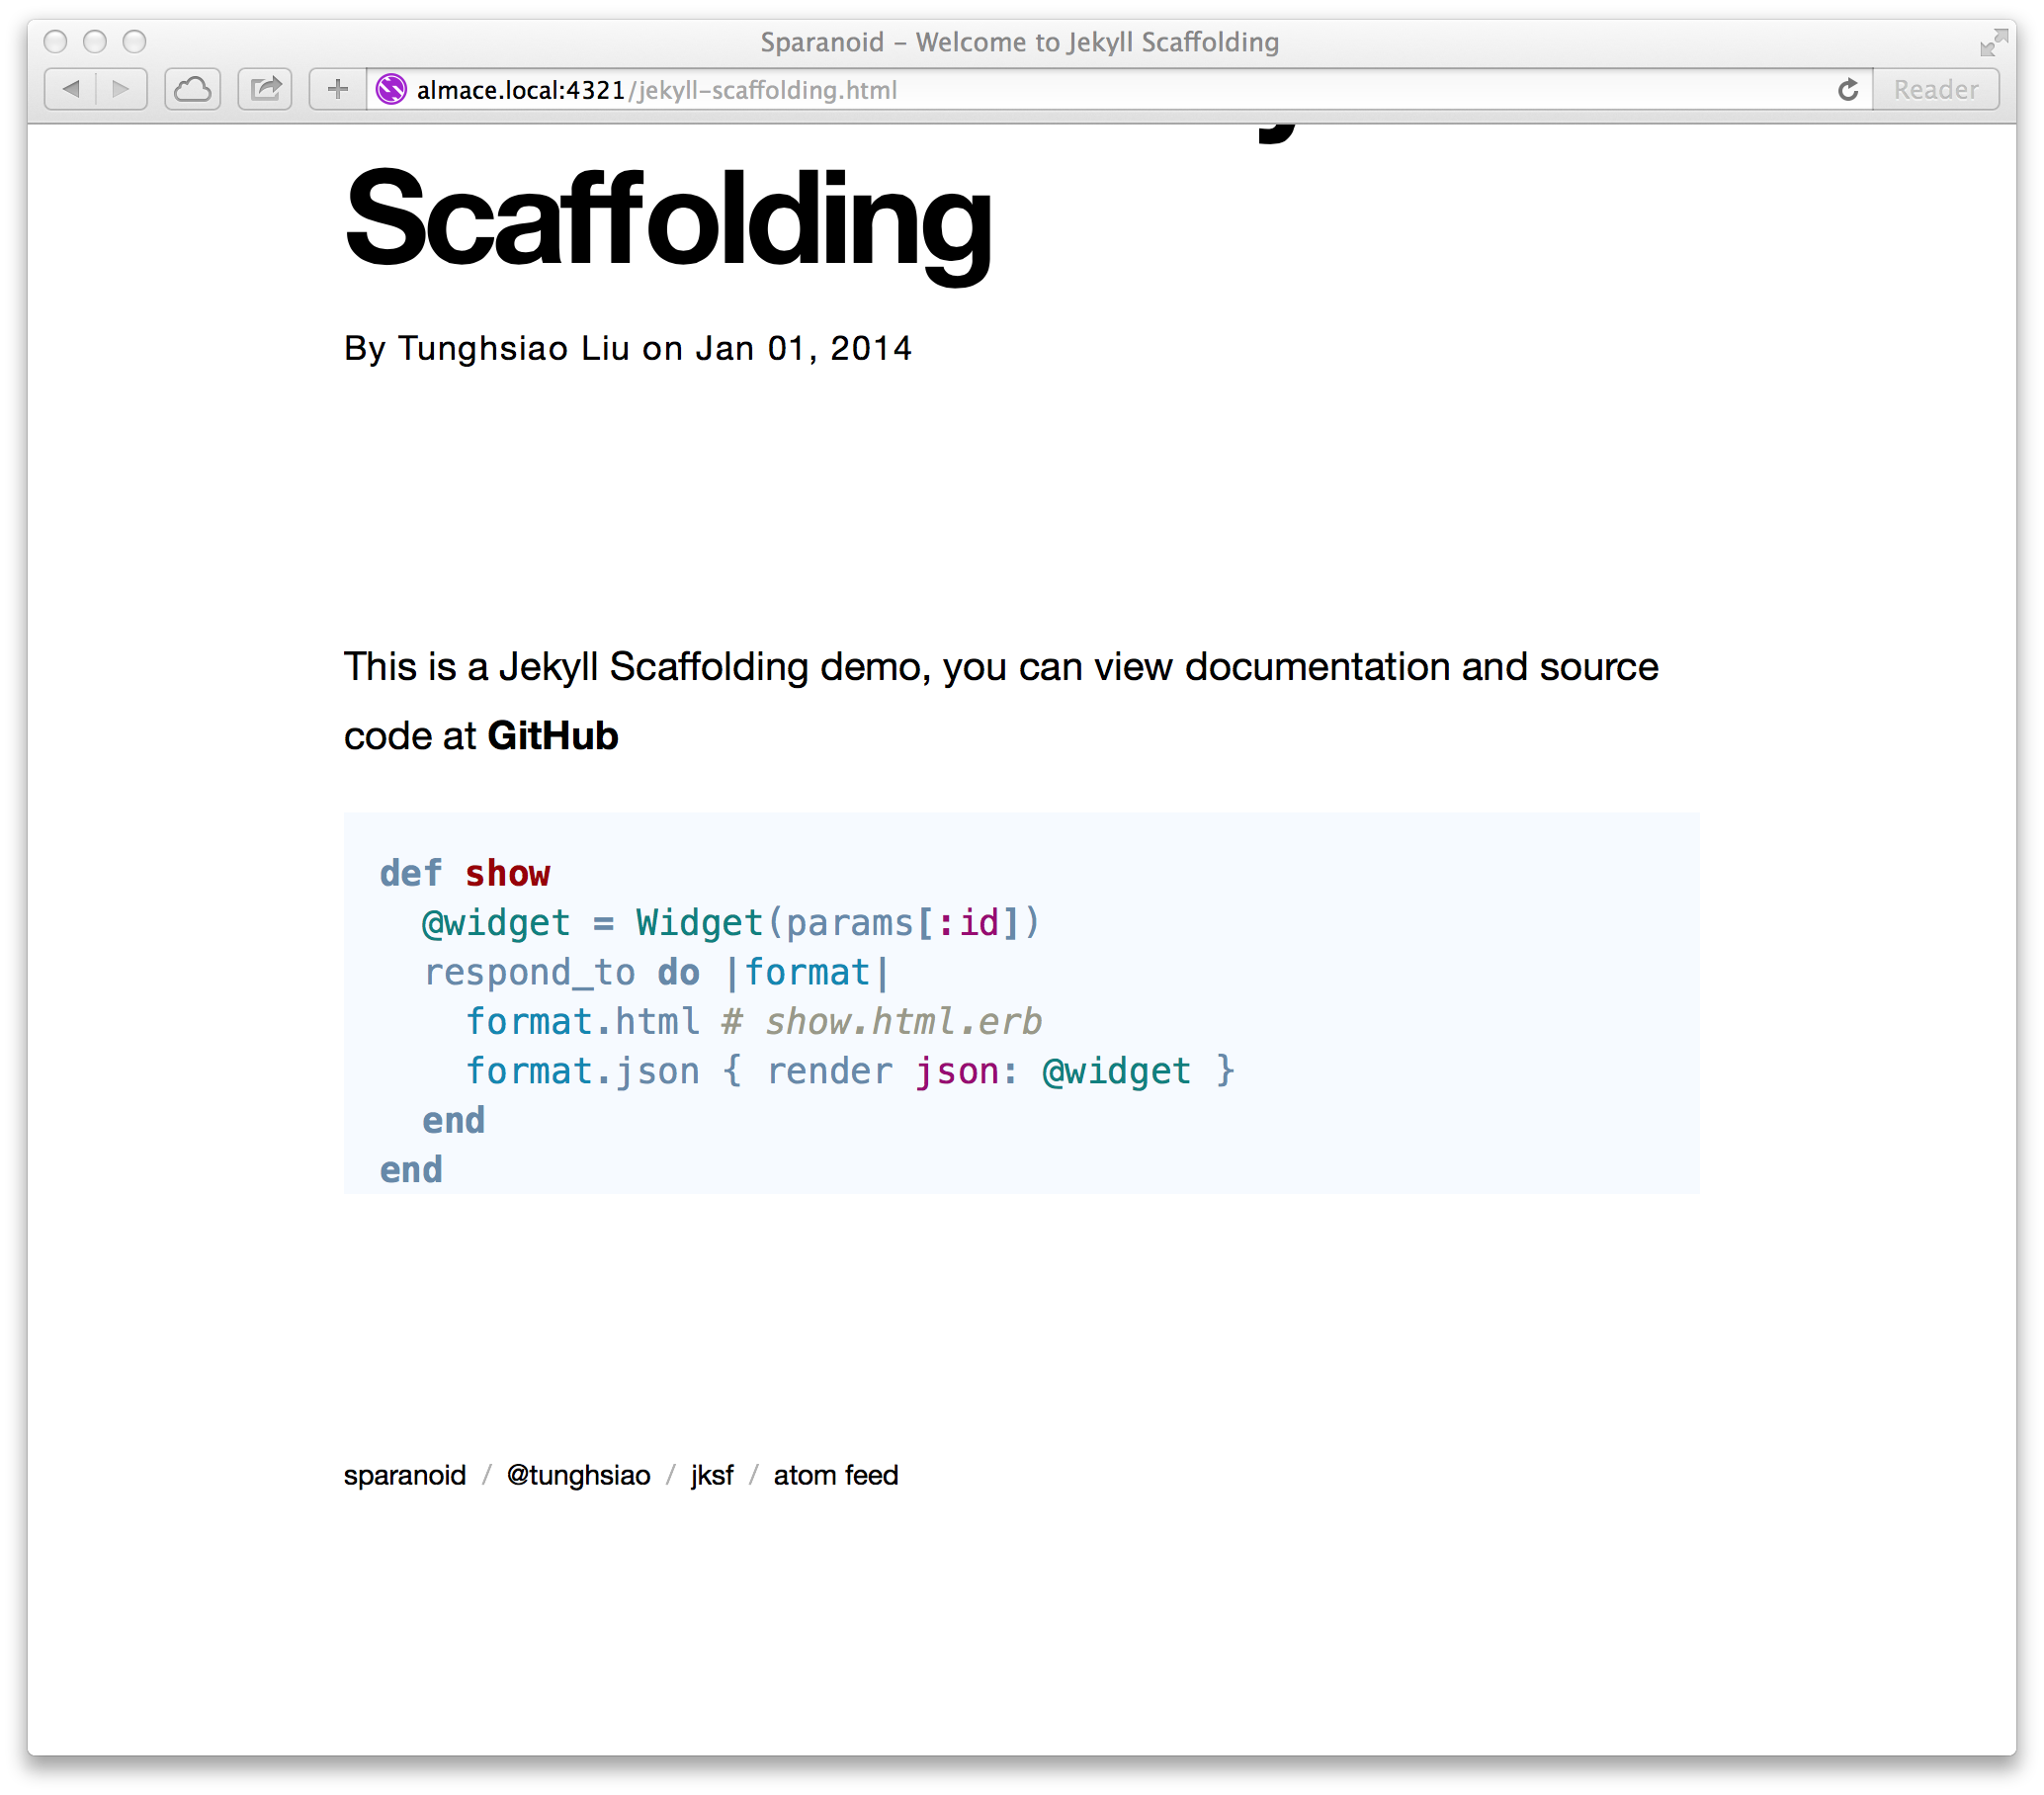 Sparanoid – Welcome to Jekyll Scaffolding
almace.local:4321/jekyll-scaffolding.html
Reader
Scaffolding
By Tunghsiao Liu on Jan 01, 2014
This is a Jekyll Scaffolding demo, you can view documentation and source
code at GitHub
def show
  @widget = Widget(params[:id])
  respond_to do |format|
    format.html # show.html.erb
    format.json { render json: @widget }
  end
end
sparanoid / @tunghsiao / jksf / atom feed